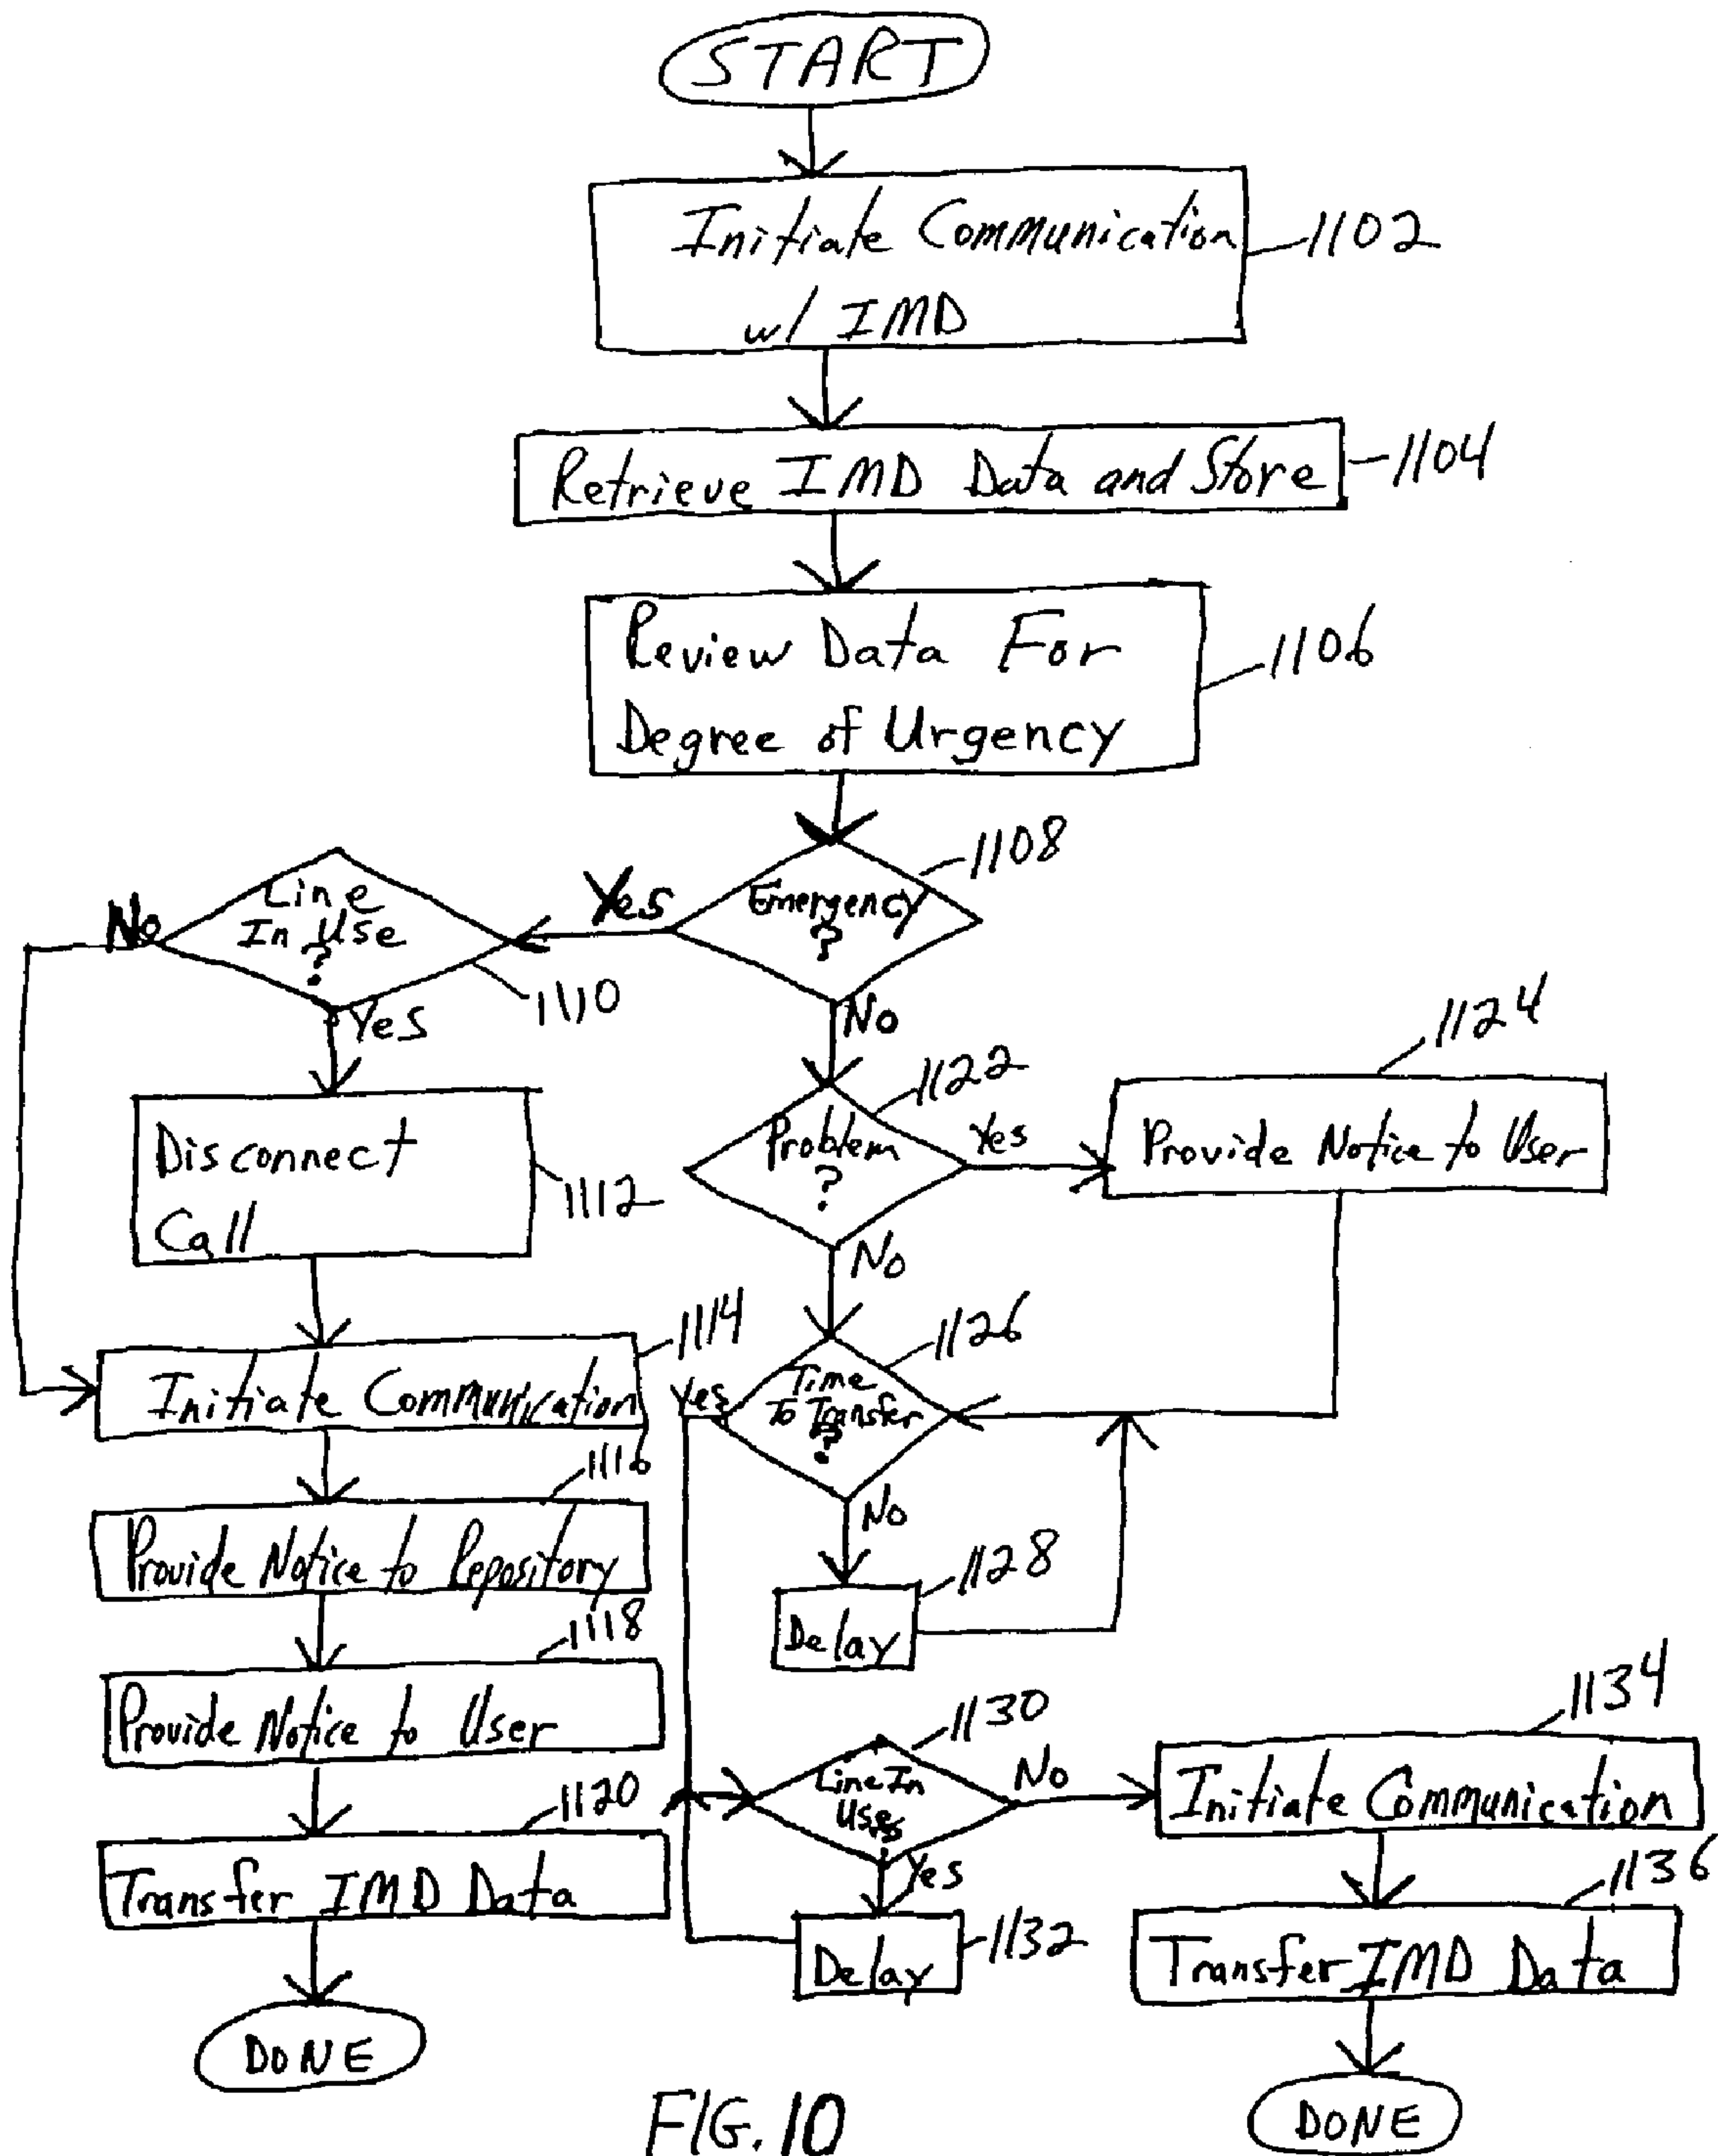 START
Initiate Communication
w/ IMD
1102
Retrieve IMD Data and Store
1104
Review Data For
Degree of Urgency
1106
Emergency
?
1108
Yes
No
Line
In Use
?
1110
No
Yes
Disconnect
Call
1112
Initiate Communication
1114
Provide Notice to Repository
1116
Provide Notice to User
1118
Transfer IMD Data
1120
DONE
Problem
?
1122
Yes
No
Provide Notice to User
1124
Time
To Transfer
?
1126
Yes
No
Delay
1128
Line In
Use?
1130
No
Yes
Delay
1132
Initiate Communication
1134
Transfer IMD Data
1136
DONE
FIG. 10